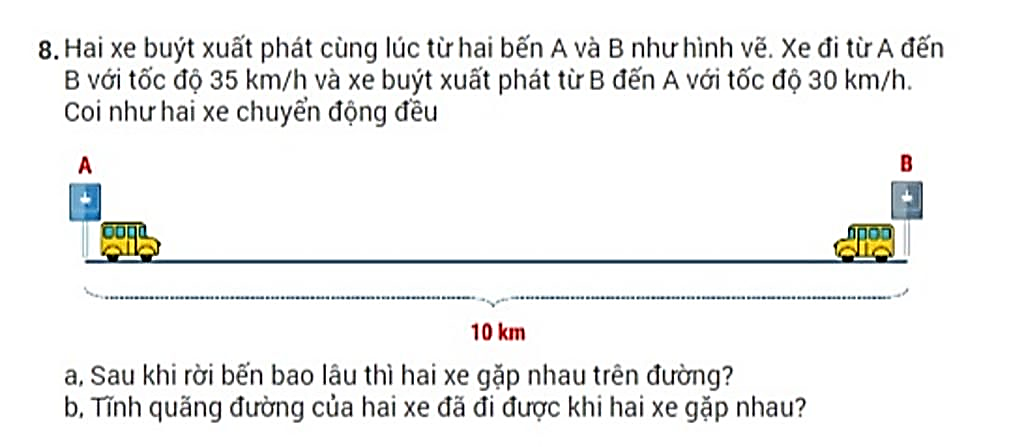 8. Hai xe buýt xuất phát cùng lúc từ hai bến A và B như hình vẽ. Xe đi từ A đến
B với tốc độ 35 km/h và xe buýt xuất phát từ B đến A với tốc độ 30 km/h.
Coi như hai xe chuyển động đều
A B
10 km
a, Sau khi rời bến bao lâu thì hai xe gặp nhau trên đường?
b, Tính quãng đường của hai xe đã đi được khi hai xe gặp nhau?